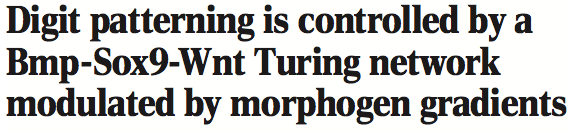 Digit patterning is controlled by a
Bmp-Sox9-Wnt Turing network
modulated by morphogen gradients